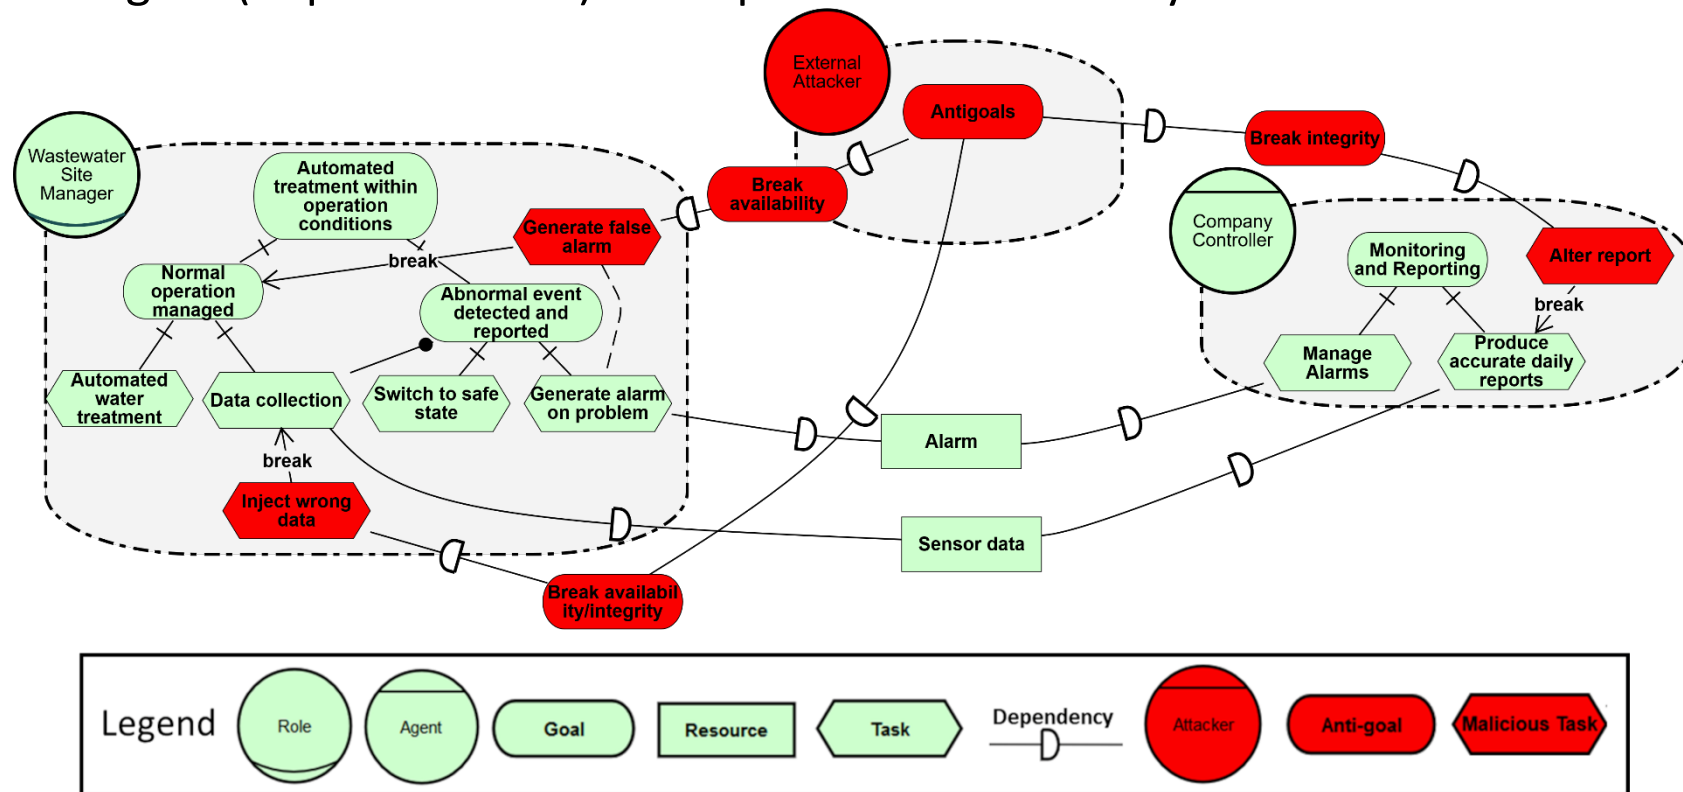 External
Attacker
Antigoals
Break integrity
Wastewater
Site
Manager
Automated
treatment within
operation
conditions
Break
availability
Generate false
alarm
Company
Controller
Monitoring
and Reporting
Alter report
break
Normal
operation
managed
Abnormal event
detected and
reported
break
Produce
accurate daily
reports
Manage
Alarms
Automated
water
treatment
Data collection
Switch to safe
state
Generate alarm
on problem
Alarm
break
Inject wrong
data
Sensor data
Break availabil
ity/integrity
Legend
Role
Agent
Goal
Resource
Task
Dependency
Attacker
Anti-goal
Malicious Task